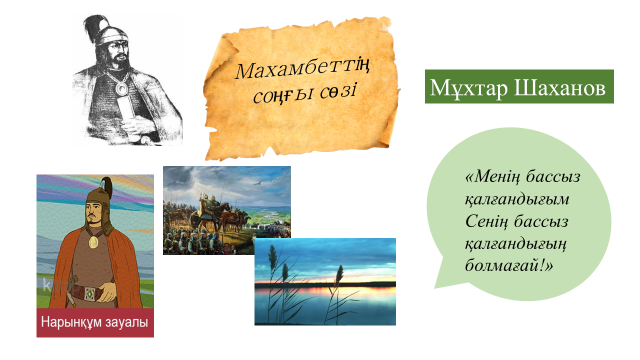 Махамбеттің
соңғы сөзі
Мұхтар Шаханов
«Менің бассыз
қалғандығым
Сенің бассыз
қалғандығың
болмағай!»
Нарынқұм зауалы